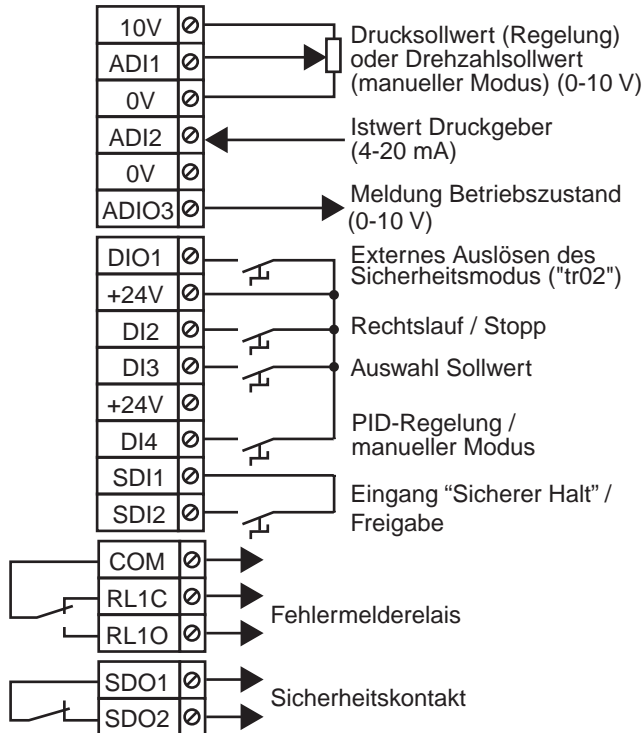 10V
ADI1
0V
ADI2
0V
ADIO3
Drucksollwert (Regelung)
oder Drehzahlsollwert
(manueller Modus) (0-10 V)
Istwert Druckgeber
(4-20 mA)
Meldung Betriebszustand
(0-10 V)
DIO1
+24V
DI2
DI3
+24V
DI4
SDI1
SDI2
Externes Auslösen des
Sicherheitsmodus ("tr02")
Rechtslauf / Stopp
Auswahl Sollwert
PID-Regelung /
manueller Modus
Eingang “Sicherer Halt” /
Freigabe
COM
RL1C
RL1O
Fehlermelderelais
SDO1
SDO2
Sicherheitskontakt